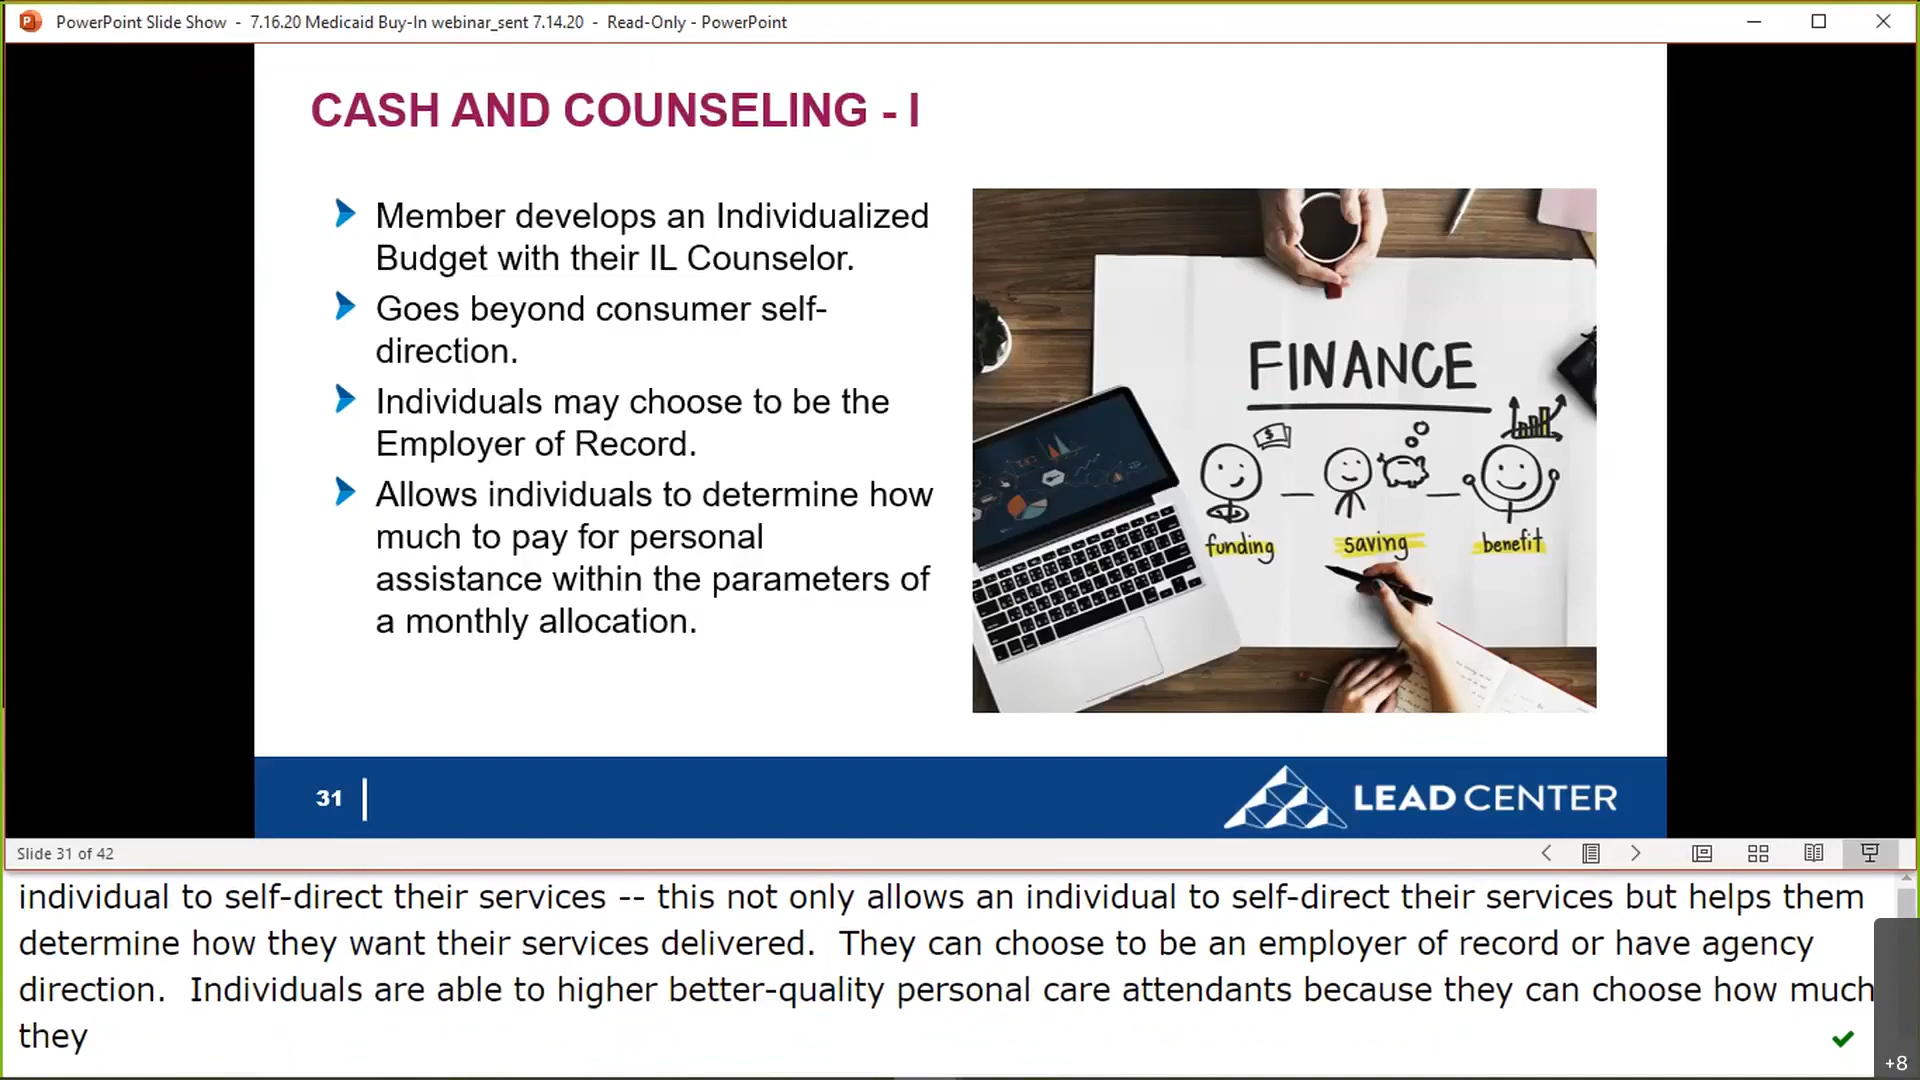 PowerPoint Slide Show - 7.16.20 Medicaid Buy-In webinar_sent 7.14.20 - Read-Only - PowerPoint
CASH AND COUNSELING - I
Member develops an Individualized
Budget with their IL Counselor.
Goes beyond consumer self-
direction.
Individuals may choose to be the
Employer of Record.
Allows individuals to determine how
much to pay for personal
assistance within the parameters of
a monthly allocation.
FINANCE
$
funding
saving
benefit
31
LEAD CENTER
Slide 31 of 42
individual to self-direct their services -- this not only allows an individual to self-direct their services but helps them
determine how they want their services delivered.  They can choose to be an employer of record or have agency
direction.  Individuals are able to higher better-quality personal care attendants because they can choose how much
they
+8